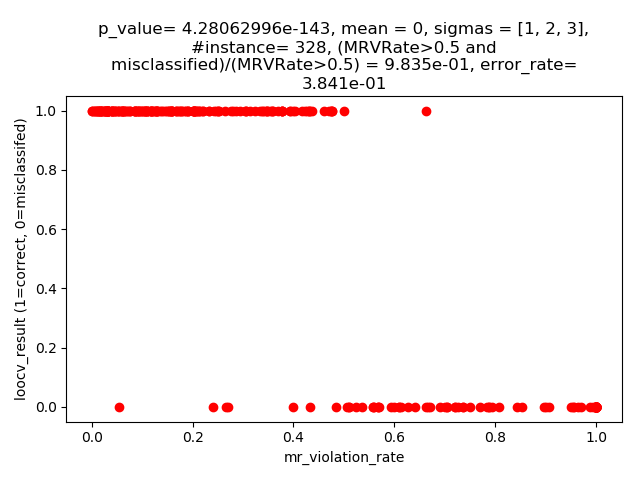 p_value= 4.28062996e-143, mean = 0, sigmas = [1, 2, 3],
#instance= 328, (MRVRate>0.5 and
misclassified)/(MRVRate>0.5) = 9.835e-01, error_rate=
3.841e-01
1.0
0.8
0.6
0.4
0.2
0.0
loocv_result (1=correct, 0=misclassifed)
0.0 0.2 0.4 0.6 0.8 1.0
mr_violation_rate